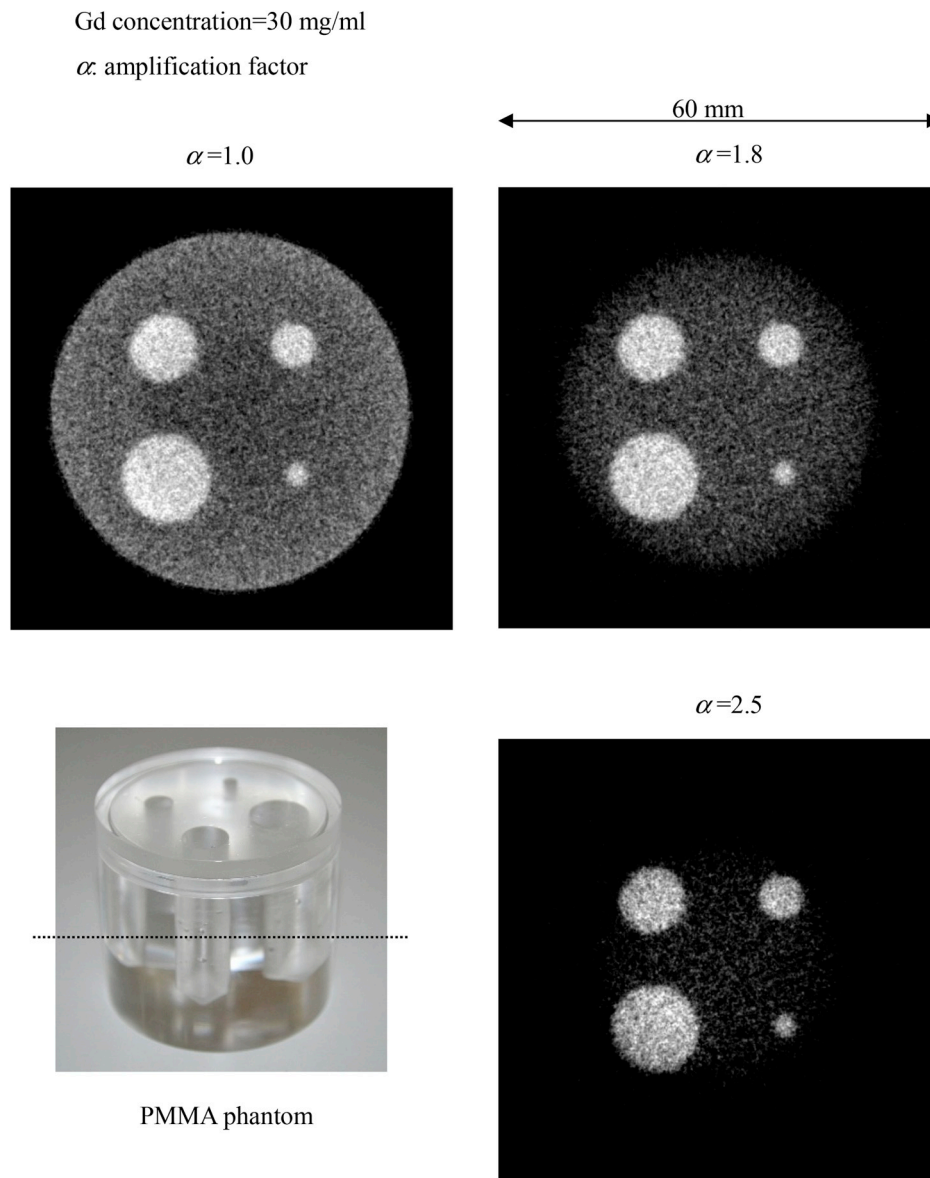 Gd concentration=30 mg/ml
α: amplification factor
60 mm
α=1.0
α=1.8
α=2.5
PMMA phantom